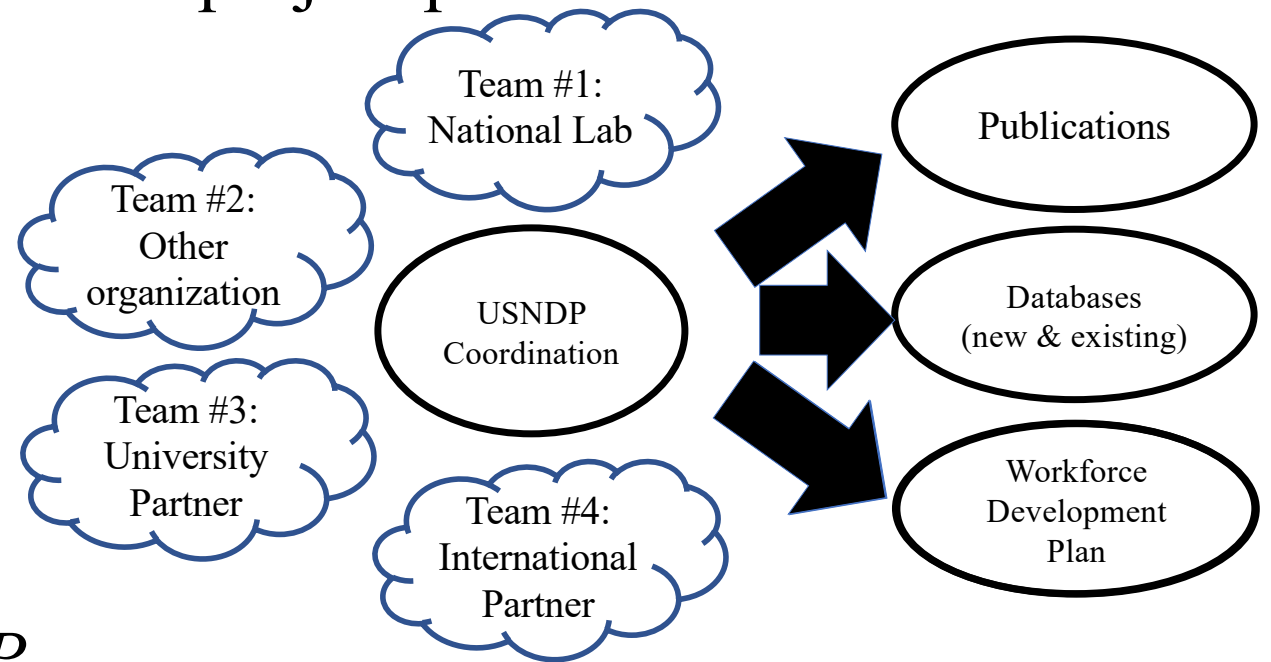 Team #1:
National Lab
Team #2:
Other
organization
USNDP
Coordination
Team #3:
University
Partner
Team #4:
International
Partner
Publications
Databases
(new & existing)
Workforce
Development
Plan